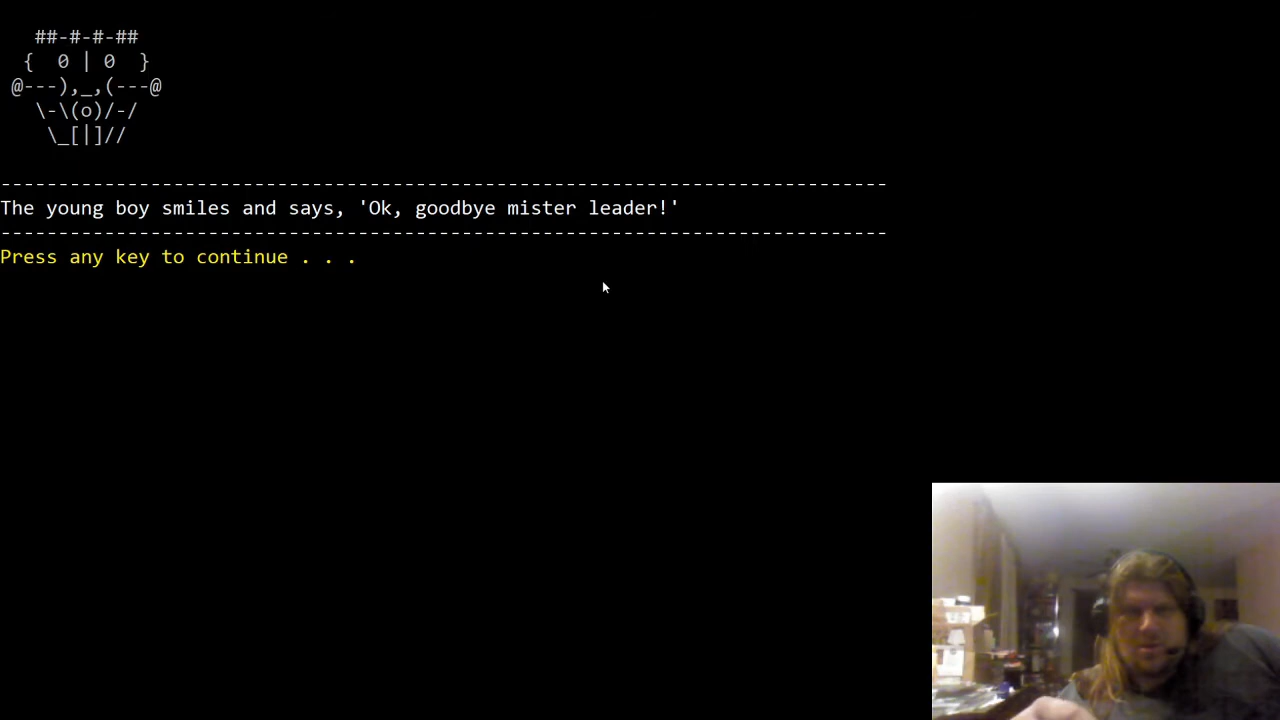 ##-#-#-##
{  0 | 0  }
@---),_,(---@
\-\(o)/-/
\_[|]//
-----------------------------------------------------------------------------
The young boy smiles and says, 'Ok, goodbye mister leader!'
-----------------------------------------------------------------------------
Press any key to continue . . .